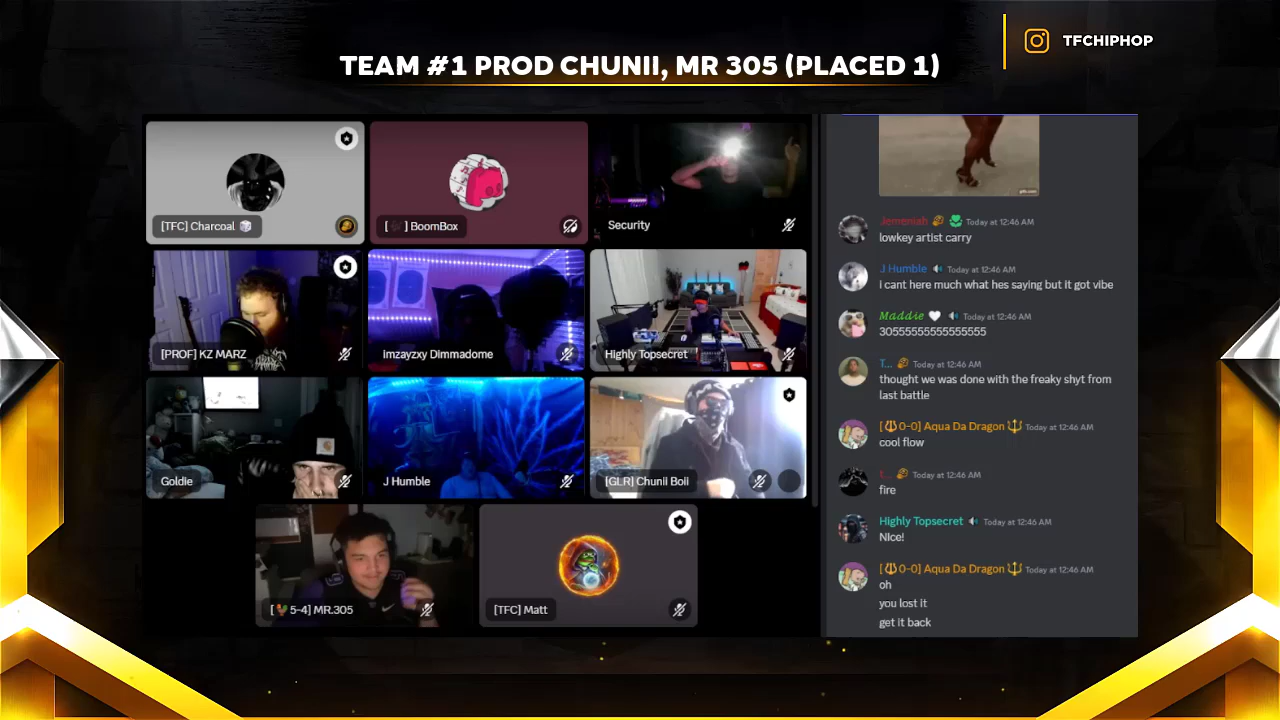 TEAM #1 PROD CHUNII, MR 305 (PLACED 1)
TFCHIPHOP
[TFC] Charcoal
BoomBox
Security
[PROF] KZ MARZ
Imzayzxy Dimmadome
Highly Topsecret
Goldie
J Humble
[GLR] Chunii Boii
[ 5-4] MR.305
[TFC] Matt
Jemeniah Today at 12:46 AM
lowkey artist carry
J Humble Today at 12:46 AM
i cant here much what hes saying but it got vibe
Maddie Today at 12:46 AM
305555555555555555
T... Today at 12:46 AM
thought we was done with the freaky shyt from
last battle
[🔱0-0] Aqua Da Dragon 🔱 Today at 12:46 AM
cool flow
Today at 12:46 AM
fire
Highly Topsecret Today at 12:46 AM
NIce!
[🔱0-0] Aqua Da Dragon 🔱 Today at 12:46 AM
oh
you lost it
get it back